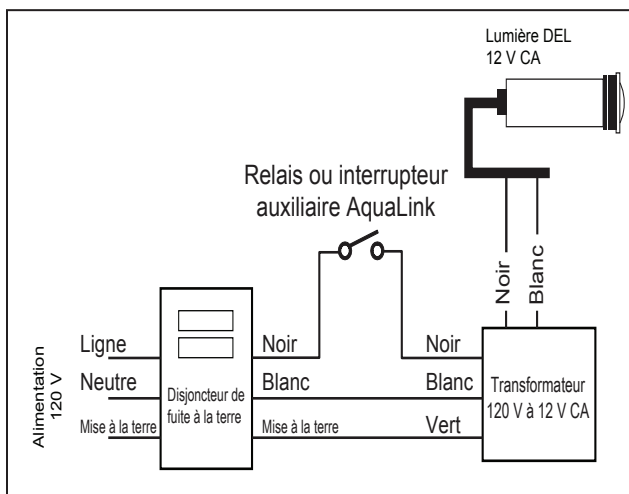 Lumière DEL
12 V CA
Relais ou interrupteur
auxiliaire AquaLink
Noir
Blanc
Alimentation
120 V
Ligne
Neutre
Mise à la terre
Disjoncteur de
fuite à la terre
Noir
Blanc
Mise à la terre
Noir
Blanc
Vert
Transformateur
120 V à 12 V CA